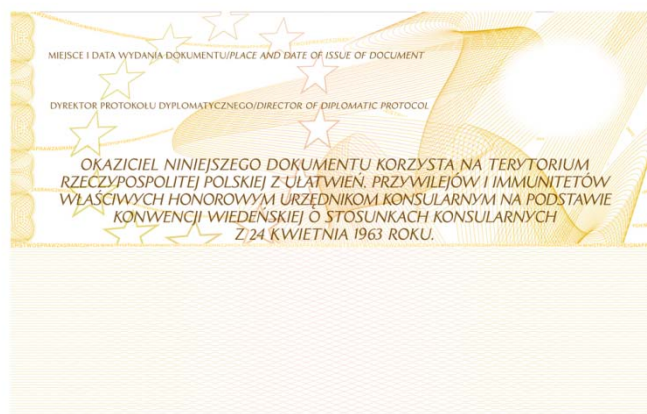 MIEJSCE I DATA WYDANIA DOKUMENTU/PLACE AND DATE OF ISSUE OF DOCUMENT
DYREKTOR PROTOKOŁU DYPLOMATYCZNEGO/DIRECTOR OF DIPLOMATIC PROTOCOL
OKAZICIEL NINIEJSZEGO DOKUMENTU KORZYSTA NA TERYTORIUM
RZECZYPOSPOLITEJ POLSKIEJ Z UŁATWIEŃ, PRZYWILEJÓW I IMMUNITETÓW
WŁAŚCIWYCH HONOROWYM URZĘDNIKOM KONSULARNYM NA PODSTAWIE
KONWENCJI WIEDEŃSKIEJ O STOSUNKACH KONSULARNYCH
Z 24 KWIETNIA 1963 ROKU.